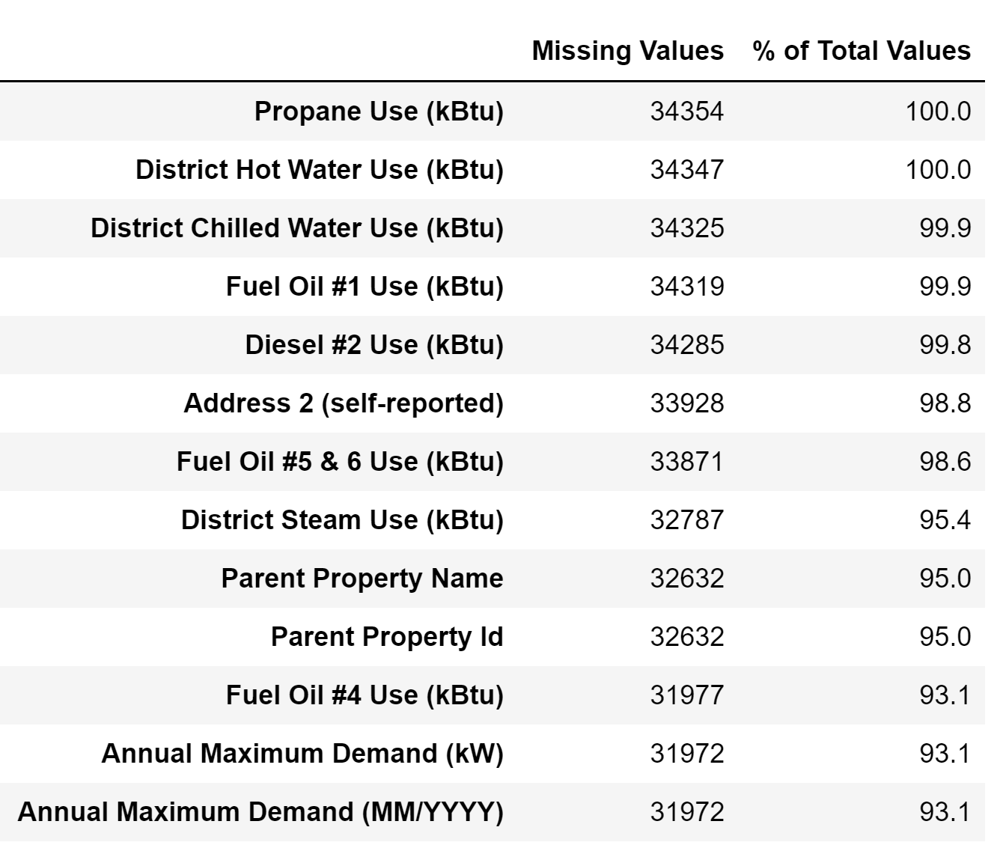 Missing Values % of Total Values
Propane Use (kBtu) 34354 100.0
District Hot Water Use (kBtu) 34347 100.0
District Chilled Water Use (kBtu) 34325 99.9
Fuel Oil #1 Use (kBtu) 34319 99.9
Diesel #2 Use (kBtu) 34285 99.8
Address 2 (self-reported) 33928 98.8
Fuel Oil #5 & 6 Use (kBtu) 33871 98.6
District Steam Use (kBtu) 32787 95.4
Parent Property Name 32632 95.0
Parent Property Id 32632 95.0
Fuel Oil #4 Use (kBtu) 31977 93.1
Annual Maximum Demand (kW) 31972 93.1
Annual Maximum Demand (MM/YYYY) 31972 93.1